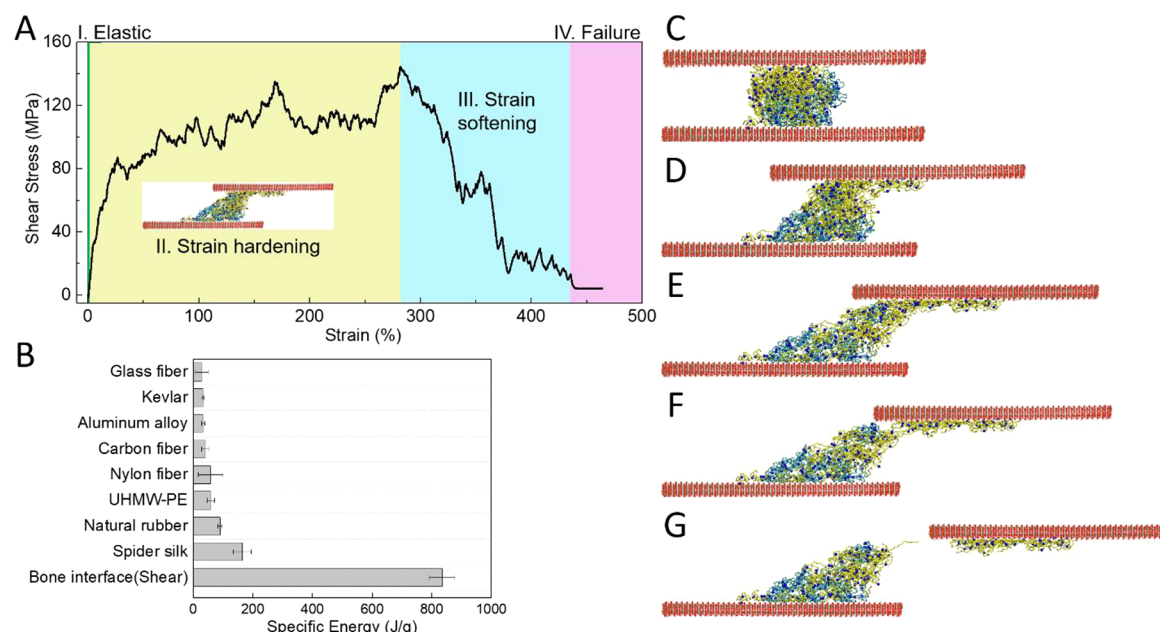 A
I. Elastic
IV. Failure
160
120
80
40
0
Shear Stress (MPa)
III. Strain
softening
II. Strain hardening
0 100 200 300 400 500
Strain (%)
B
Glass fiber
Kevlar
Aluminum alloy
Carbon fiber
Nylon fiber
UHMW-PE
Natural rubber
Spider silk
Bone interface(Shear)
0 200 400 600 800 1000
Specific Energy (J/g)
C
D
E
F
G